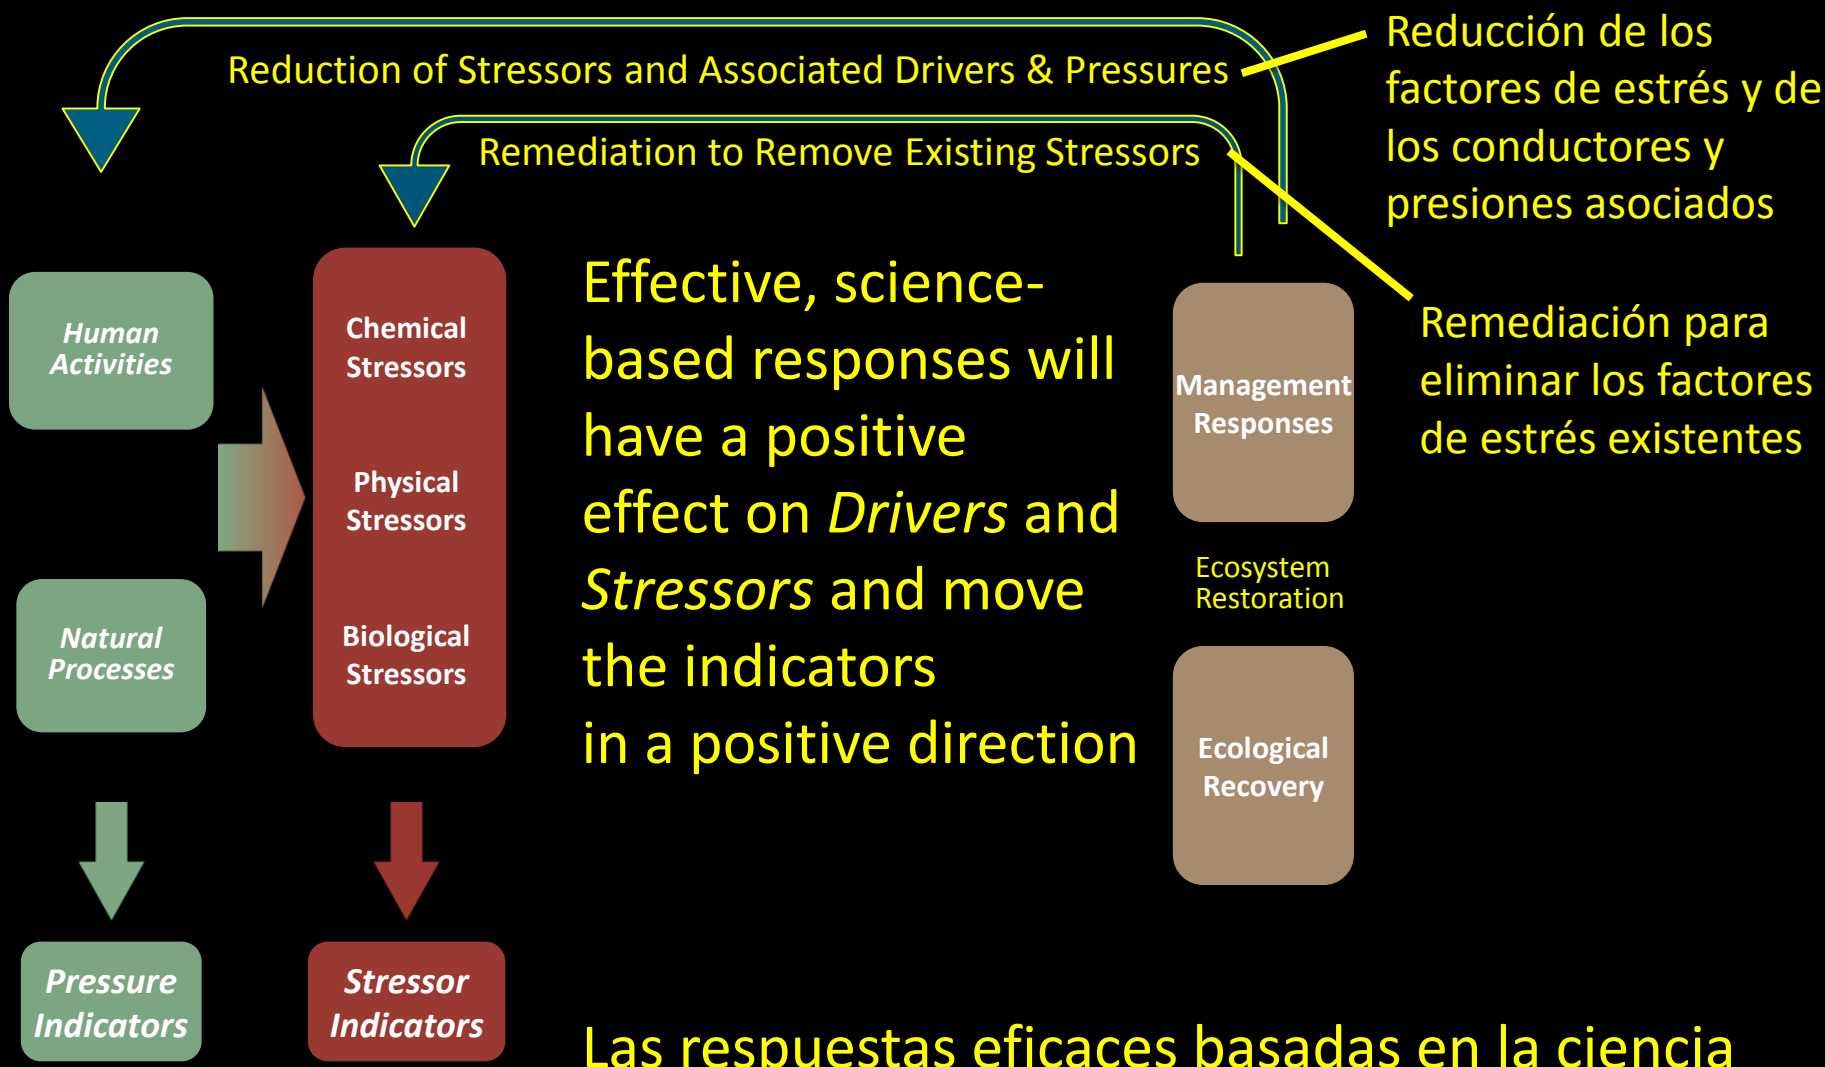 Reduction of Stressors and Associated Drivers & Pressures
Remediation to Remove Existing Stressors
Reducción de los
factores de estrés y de
los conductores y
presiones asociados
Remediación para
eliminar los factores
de estrés existentes
Human
Activities
Natural
Processes
Chemical
Stressors
Physical
Stressors
Biological
Stressors
Effective, science-
based responses will
have a positive
effect on Drivers and
Stressors and move
the indicators
in a positive direction
Management
Responses
Ecosystem
Restoration
Ecological
Recovery
Pressure
Indicators
Stressor
Indicators
Las respuestas eficaces basadas en la ciencia